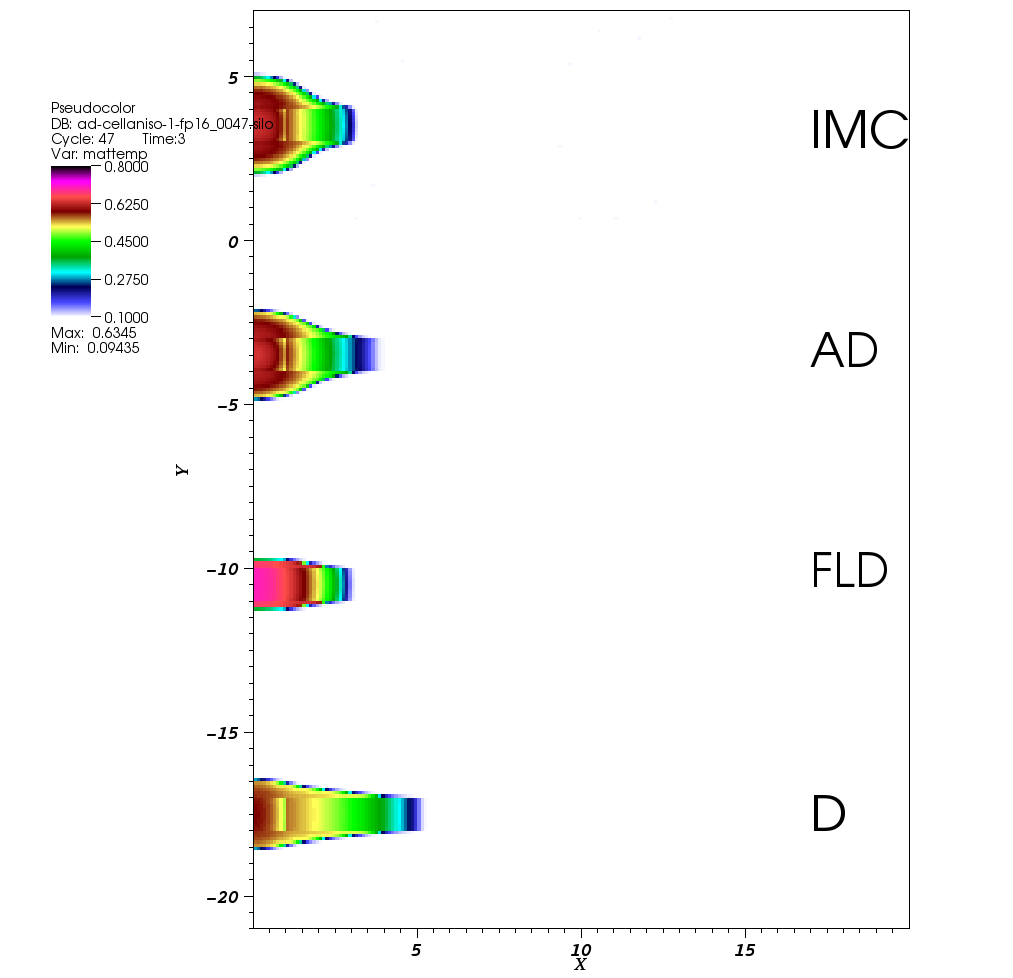 Pseudocolor
DB: ad-cellaniso-1-fp16_0047.silo
Cycle: 47 Time:3
Var: mattemp
0.8000
0.6250
0.4500
0.2750
0.1000
Max: 0.6345
Min: 0.09435
5
0
-5
-10
-15
-20
Y
IMC
AD
FLD
D
5
10
15
X